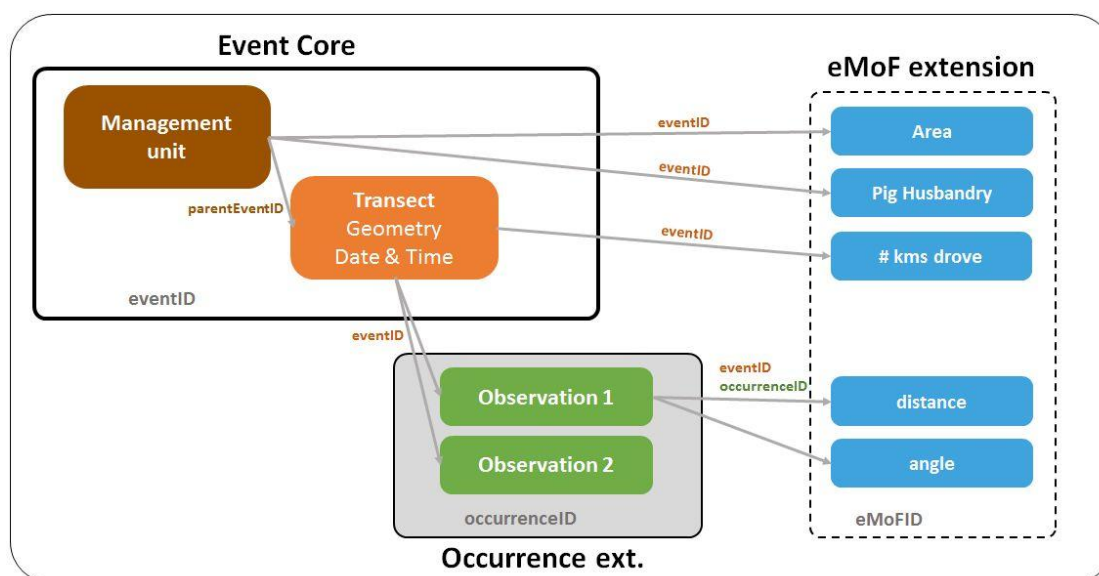 Event Core
eMoF extension
Management
unit
eventID
Area
eventID
Pig Husbandry
parentEventID
Transect
Geometry
Date & Time
eventID
# kms drove
eventID
eventID
Observation 1
eventID
occurrenceID
distance
Observation 2
angle
occurrenceID
eMoFID
Occurrence ext.